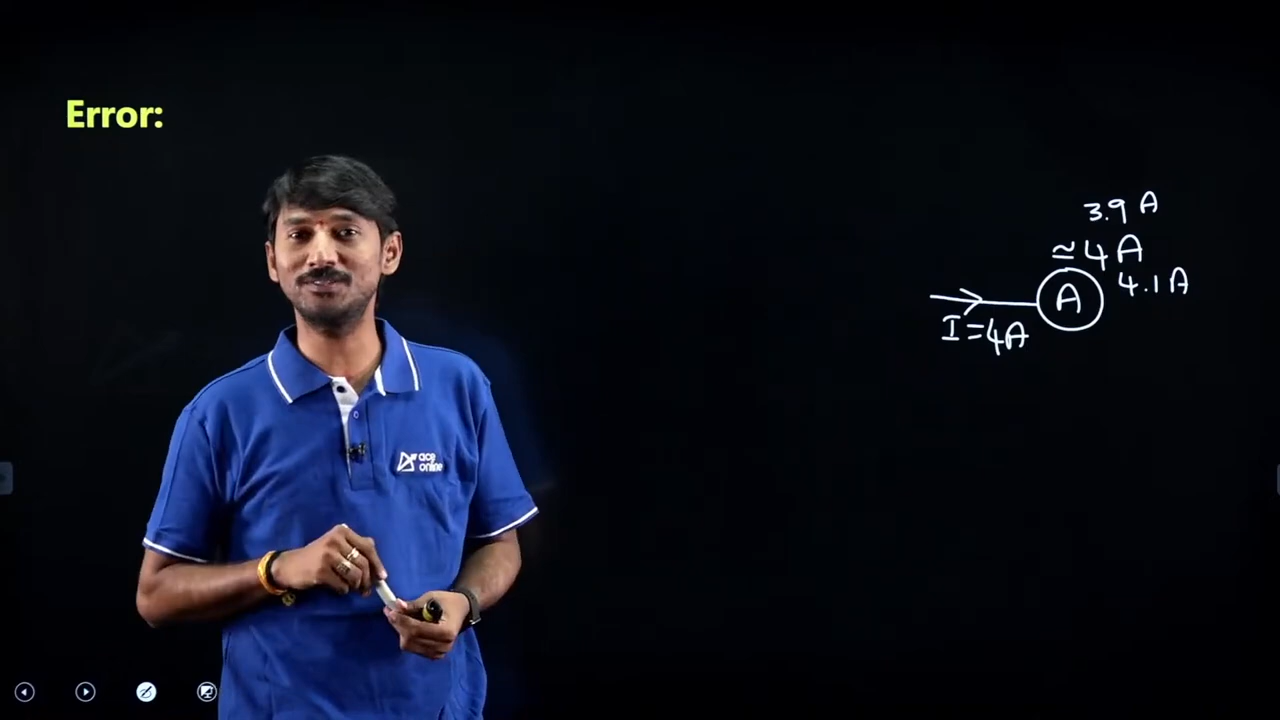 Error:
3.9 A
≃ 4 A
4.1 A
A
I = 4A
ace
online